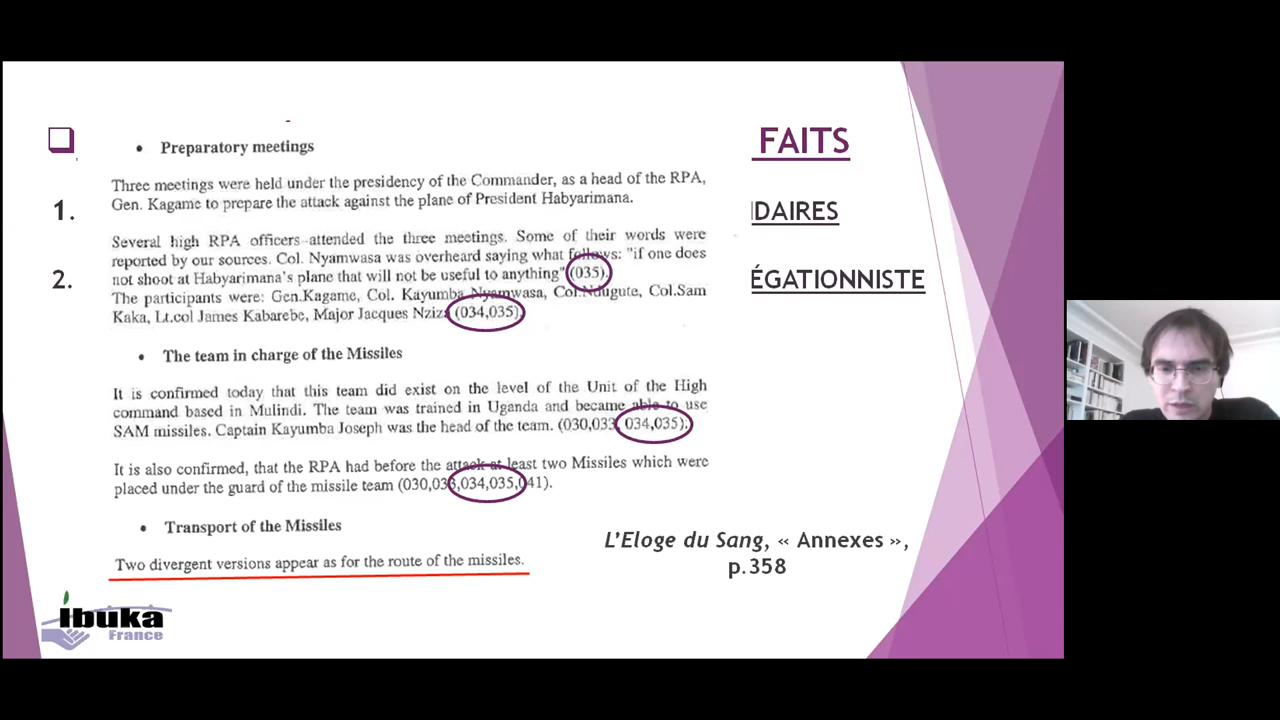 FAITS
• Preparatory meetings
Three meetings were held under the presidency of the Commander, as a head of the RPA,
1.
IDAIRES
Gen. Kagame to prepare the attack against the plane of President Habyarimana.
Several high RPA officers attended the three meetings. Some of their words were
reported by our sources. Col. Nyamwasa was overheard saying what follows: "if one does
2.
ÉGATIONNISTE
not shoot at Habyarimana's plane that will not be useful to anything" (035).
The participants were: Gen.Kagame, Col. Kayumba Nyamwasa, Col.Ndugute, Col.Sam
Kaka, Lt.col James Kabarebe, Major Jacques Nziz (034,035).
• The team in charge of the Missiles
It is confirmed today that this team did exist on the level of the Unit of the High
command based in Mulindi. The team was trained in Uganda and became able to use
SAM missiles. Captain Kayumba Joseph was the head of the team. (030,033, 034,035).
It is also confirmed, that the RPA had before the attack at least two Missiles which were
placed under the guard of the missile team (030,033,034,035,041).
• Transport of the Missiles
Two divergent versions appear as for the route of the missiles.
L'Eloge du Sang, « Annexes »,
p.358
Ibuka
France